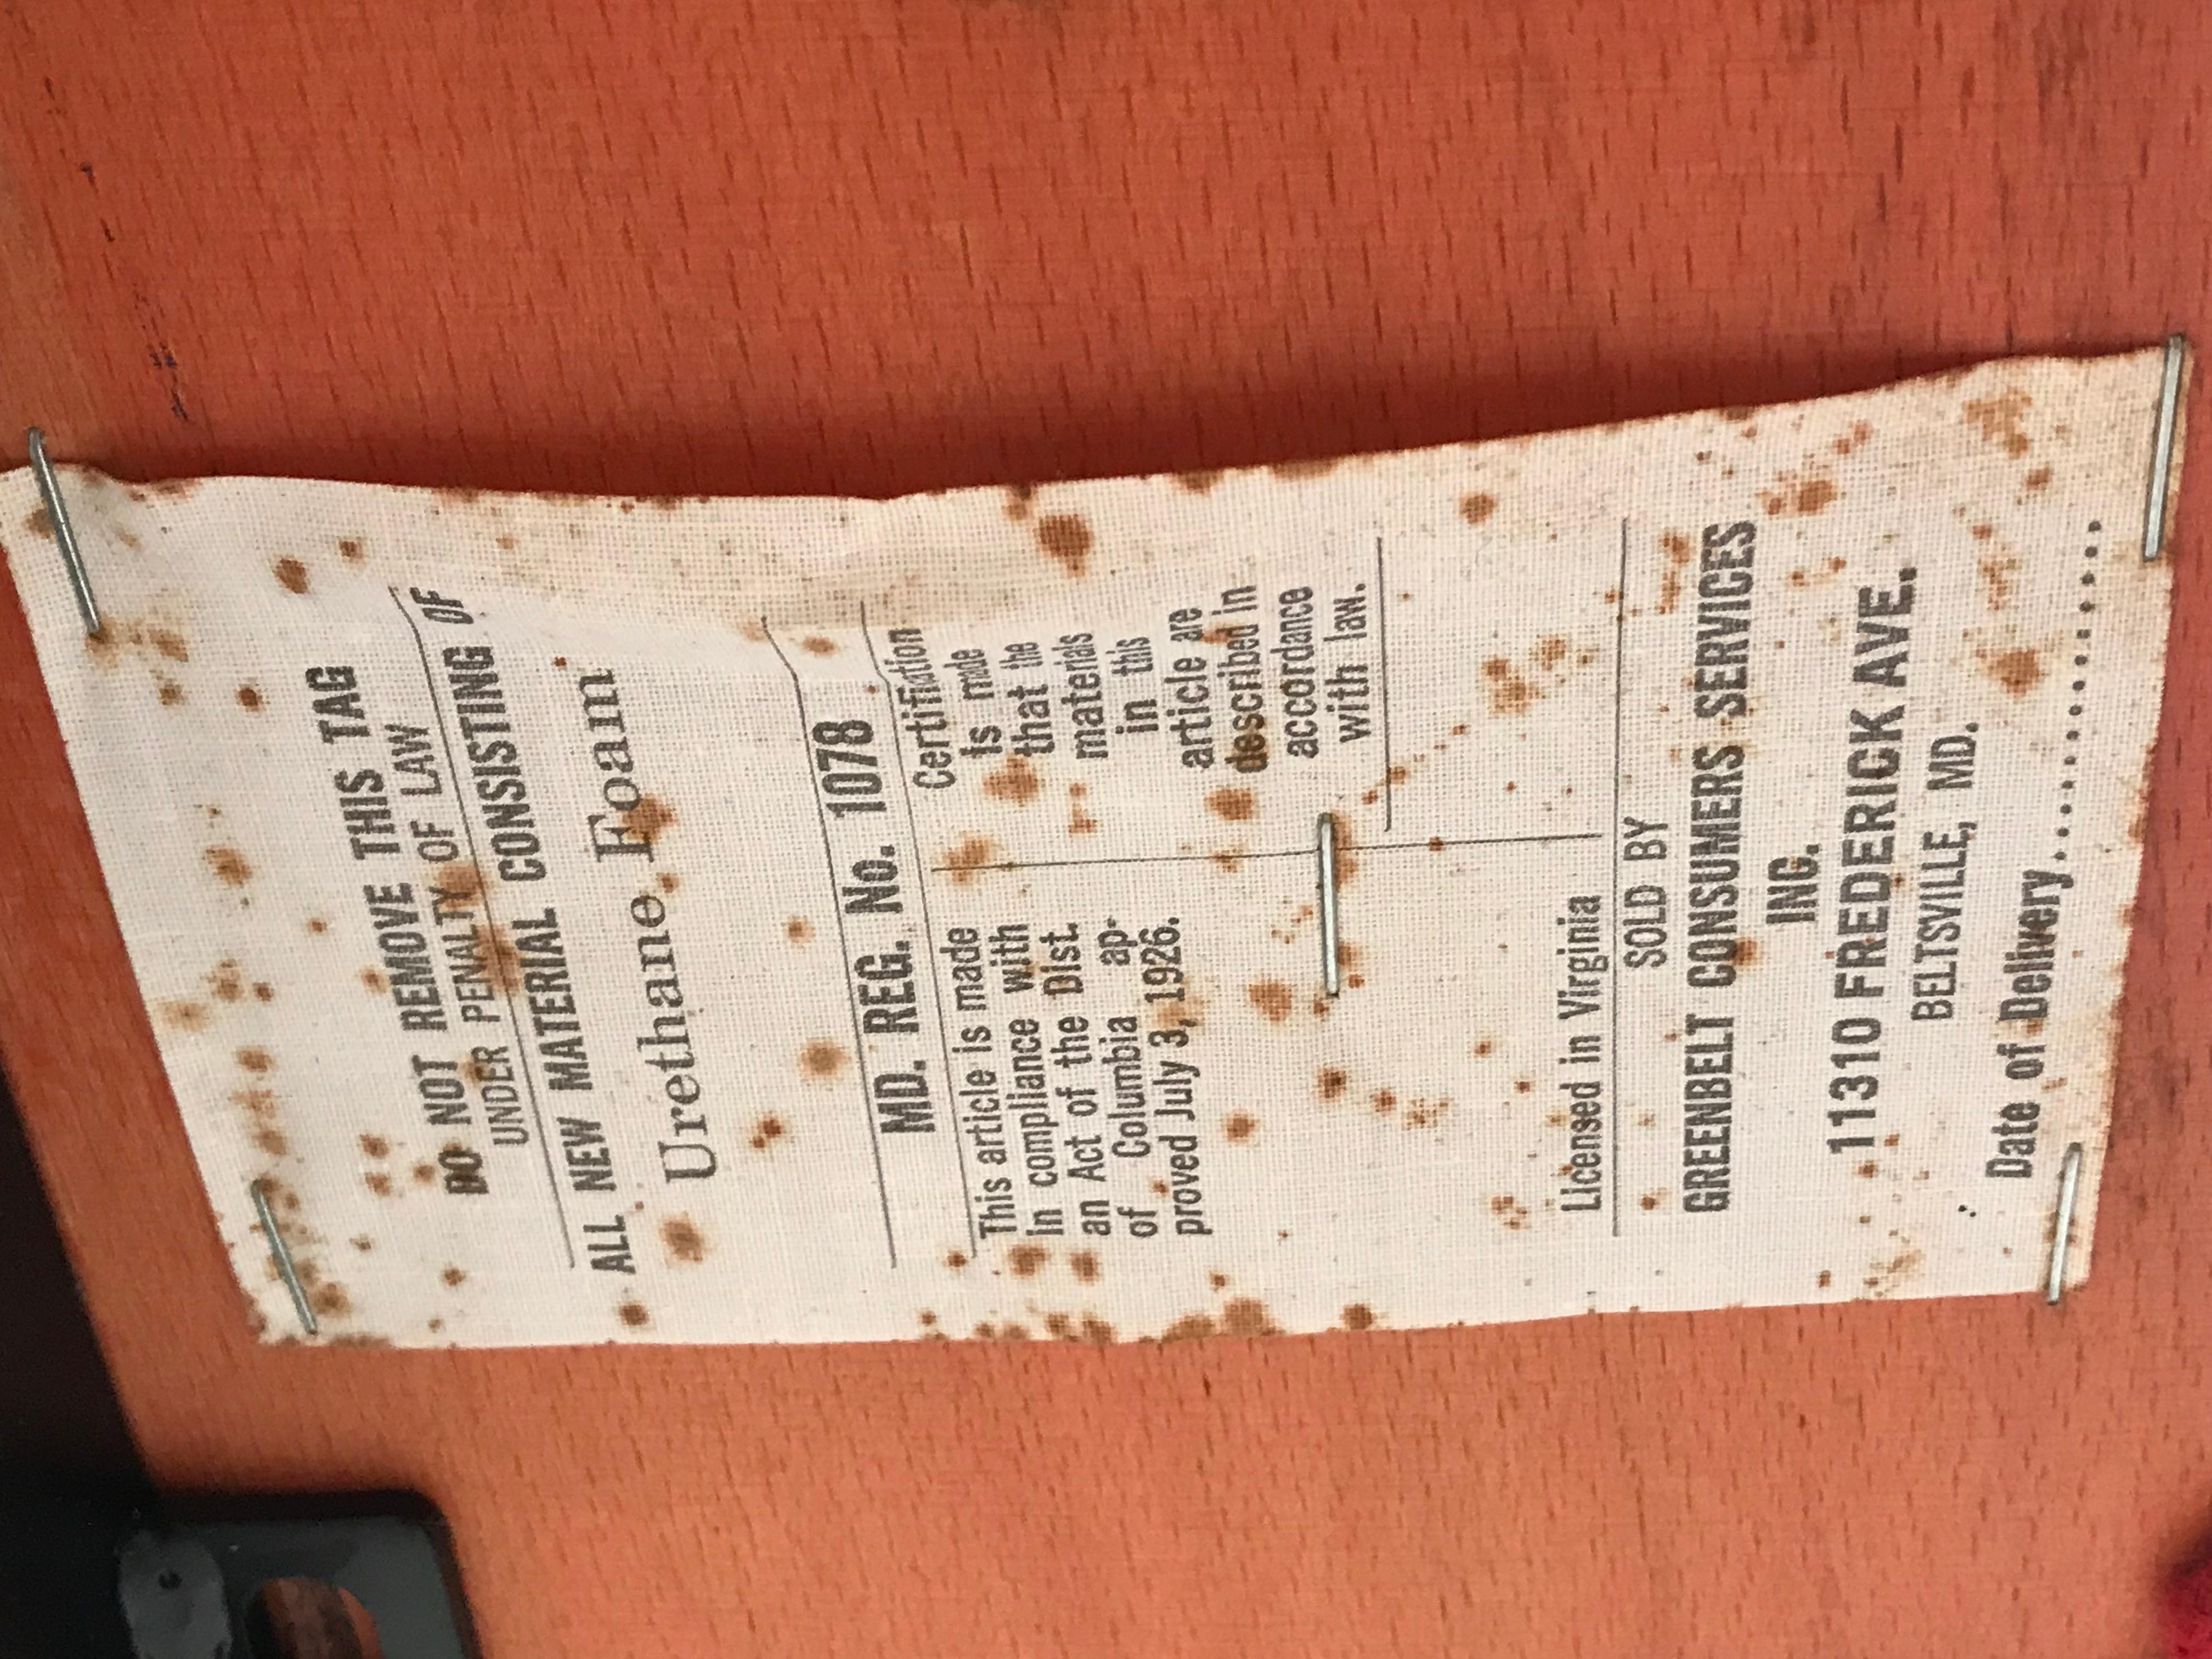 DO NOT REMOVE THIS TAG
UNDER PENALTY OF LAW
ALL NEW MATERIAL CONSISTING OF
Urethane Foam
MD. REG. No. 1078
This article is made
in compliance with
an Act of the Dist.
of Columbia ap-
proved July 3, 1926.
Certification
is made
that the
materials
in this
article are
described in
accordance
with law.
Licensed in Virginia
SOLD BY
GREENBELT CONSUMERS SERVICES
INC.
11310 FREDERICK AVE.
BELTSVILLE, MD.
Date of Delivery....................